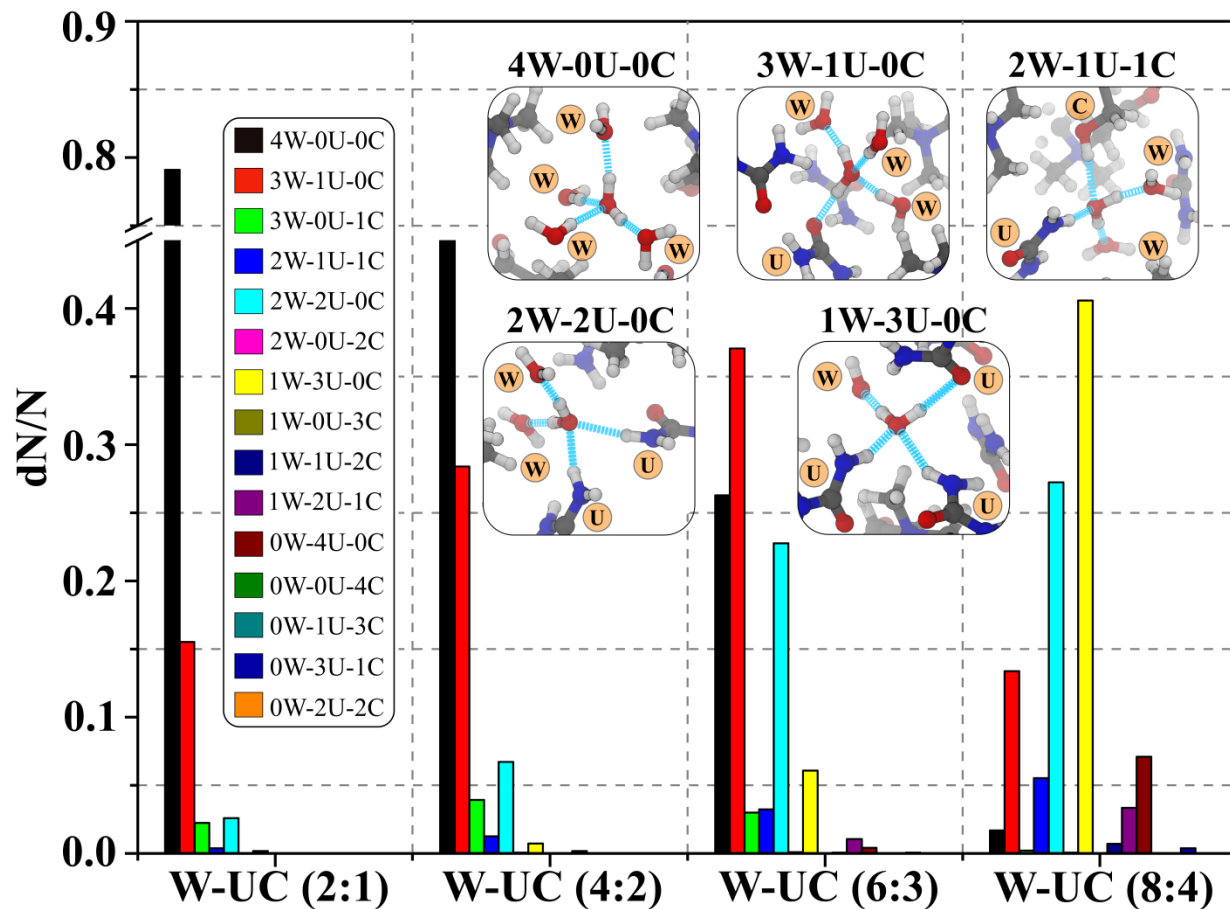 dN/N
0.9
0.8
0.4
0.3
0.2
0.1
0.0
4W-0U-0C
3W-1U-0C
3W-0U-1C
2W-1U-1C
2W-2U-0C
2W-0U-2C
1W-3U-0C
1W-0U-3C
1W-1U-2C
1W-2U-1C
0W-4U-0C
0W-0U-4C
0W-1U-3C
0W-3U-1C
0W-2U-2C
4W-0U-0C
W
W
W
W
3W-1U-0C
W
W
W
U
2W-1U-1C
C
W
U
W
2W-2U-0C
W
W
U
U
1W-3U-0C
W
U
U
U
W-UC (2:1)
W-UC (4:2)
W-UC (6:3)
W-UC (8:4)